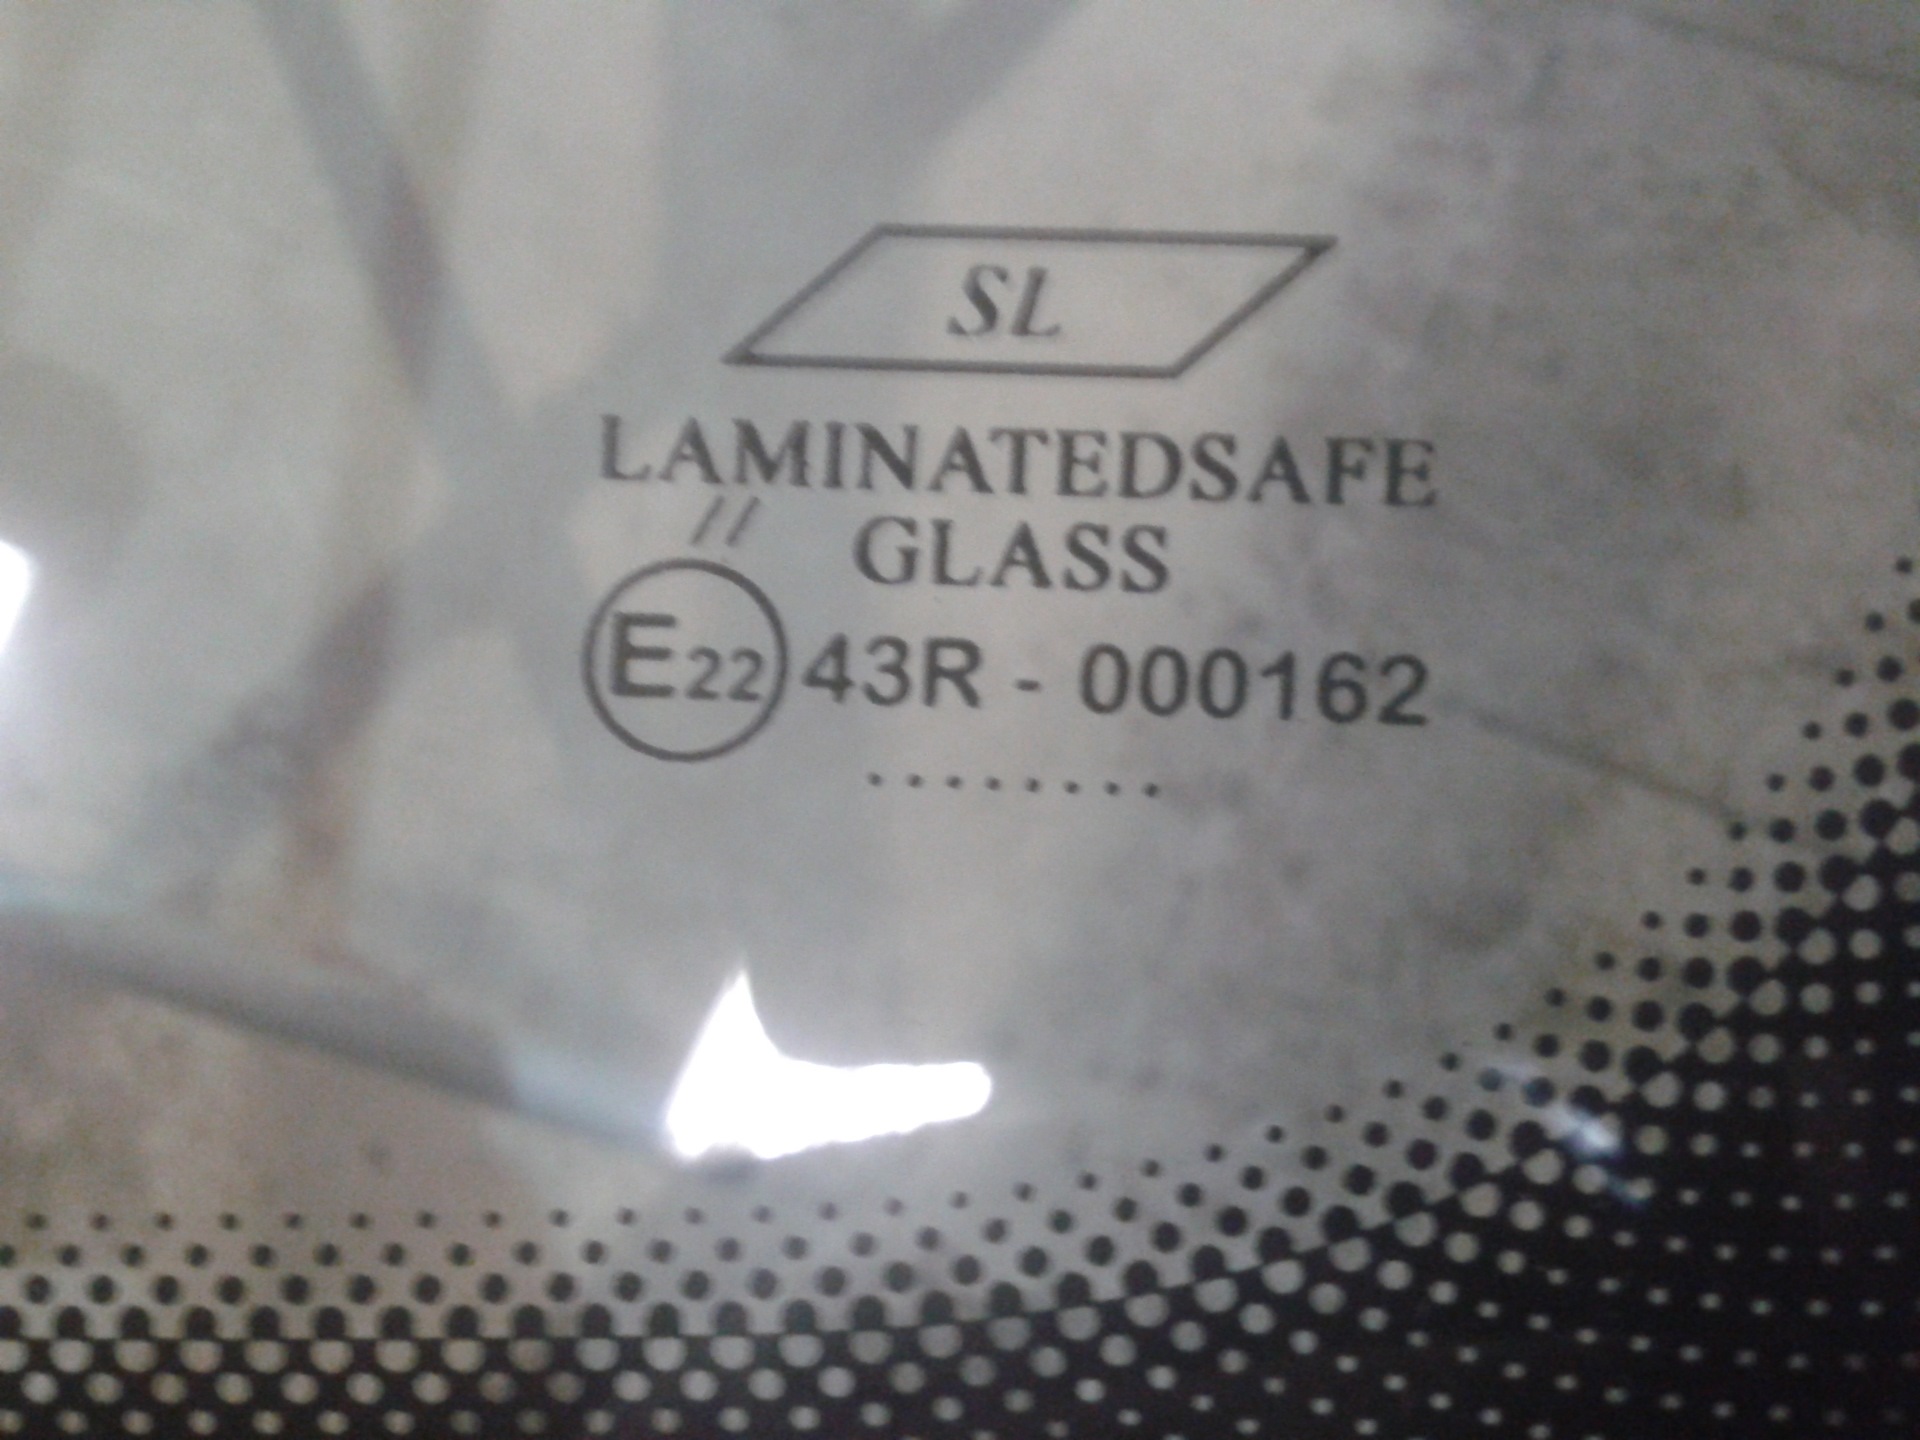 SL
LAMINATEDSAFE
// GLASS
E22 43R - 000162
........